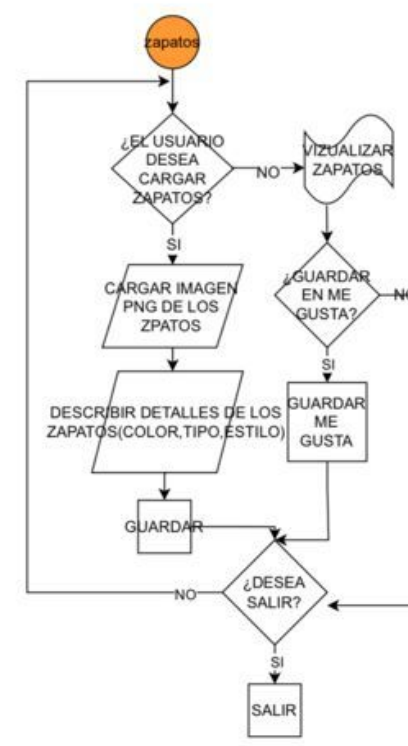 zapatos
¿EL USUARIO
DESEA
CARGAR
ZAPATOS?
NO
VIZUALIZAR
ZAPATOS
SI
CARGAR IMAGEN
PNG DE LOS
ZPATOS
¿GUARDAR
EN ME
GUSTA?
NO
SI
DESCRIBIR DETALLES DE LOS
ZAPATOS(COLOR,TIPO,ESTILO)
GUARDAR
ME
GUSTA
GUARDAR
¿DESEA
SALIR?
NO
SI
SALIR